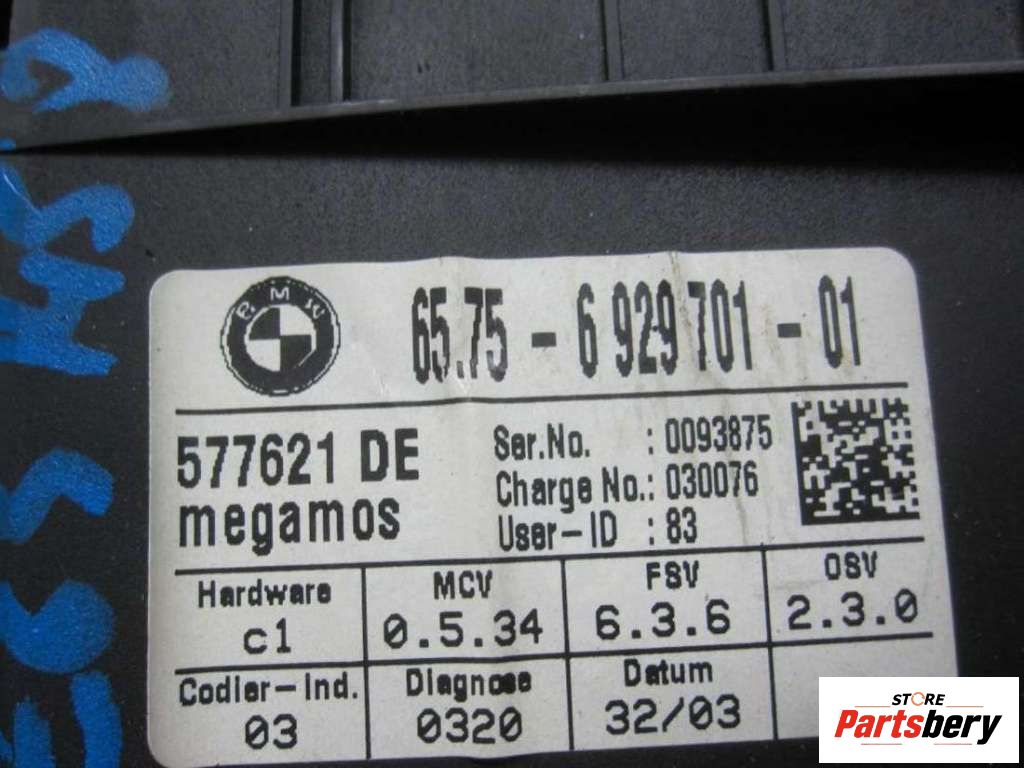 BMW
65.75 - 6 929 701 - 01
577621 DE
megamos
Ser.No. : 0093875
Charge No.: 030076
User-ID : 83
Hardware MCV FSV OSV
c1 0.5.34 6.3.6 2.3.0
Codier-Ind. Diagnose Datum
03 0320 32/03
STORE
Partsbery